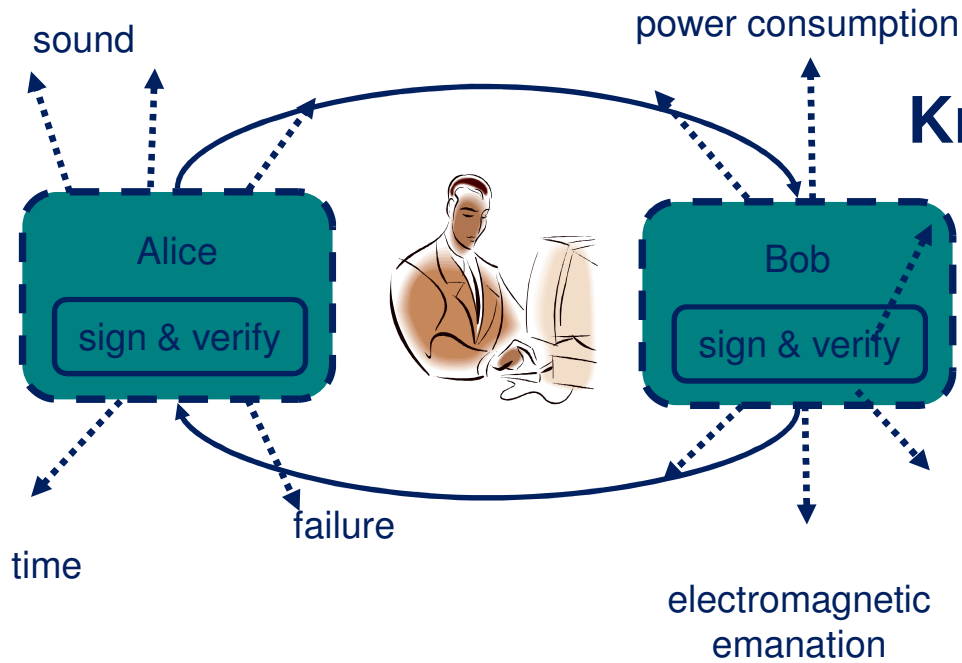 sound
power consumption
Alice
Bob
sign & verify
sign & verify
failure
time
electromagnetic
emanation